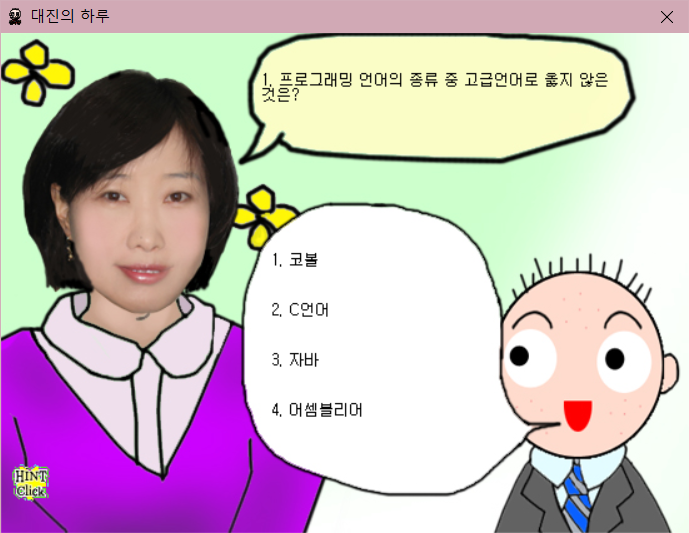 대진의 하루
1. 프로그래밍 언어의 종류 중 고급언어로 옳지 않은
것은?
1. 코볼
2. C언어
3. 자바
4. 어셈블리어
HINT
Click